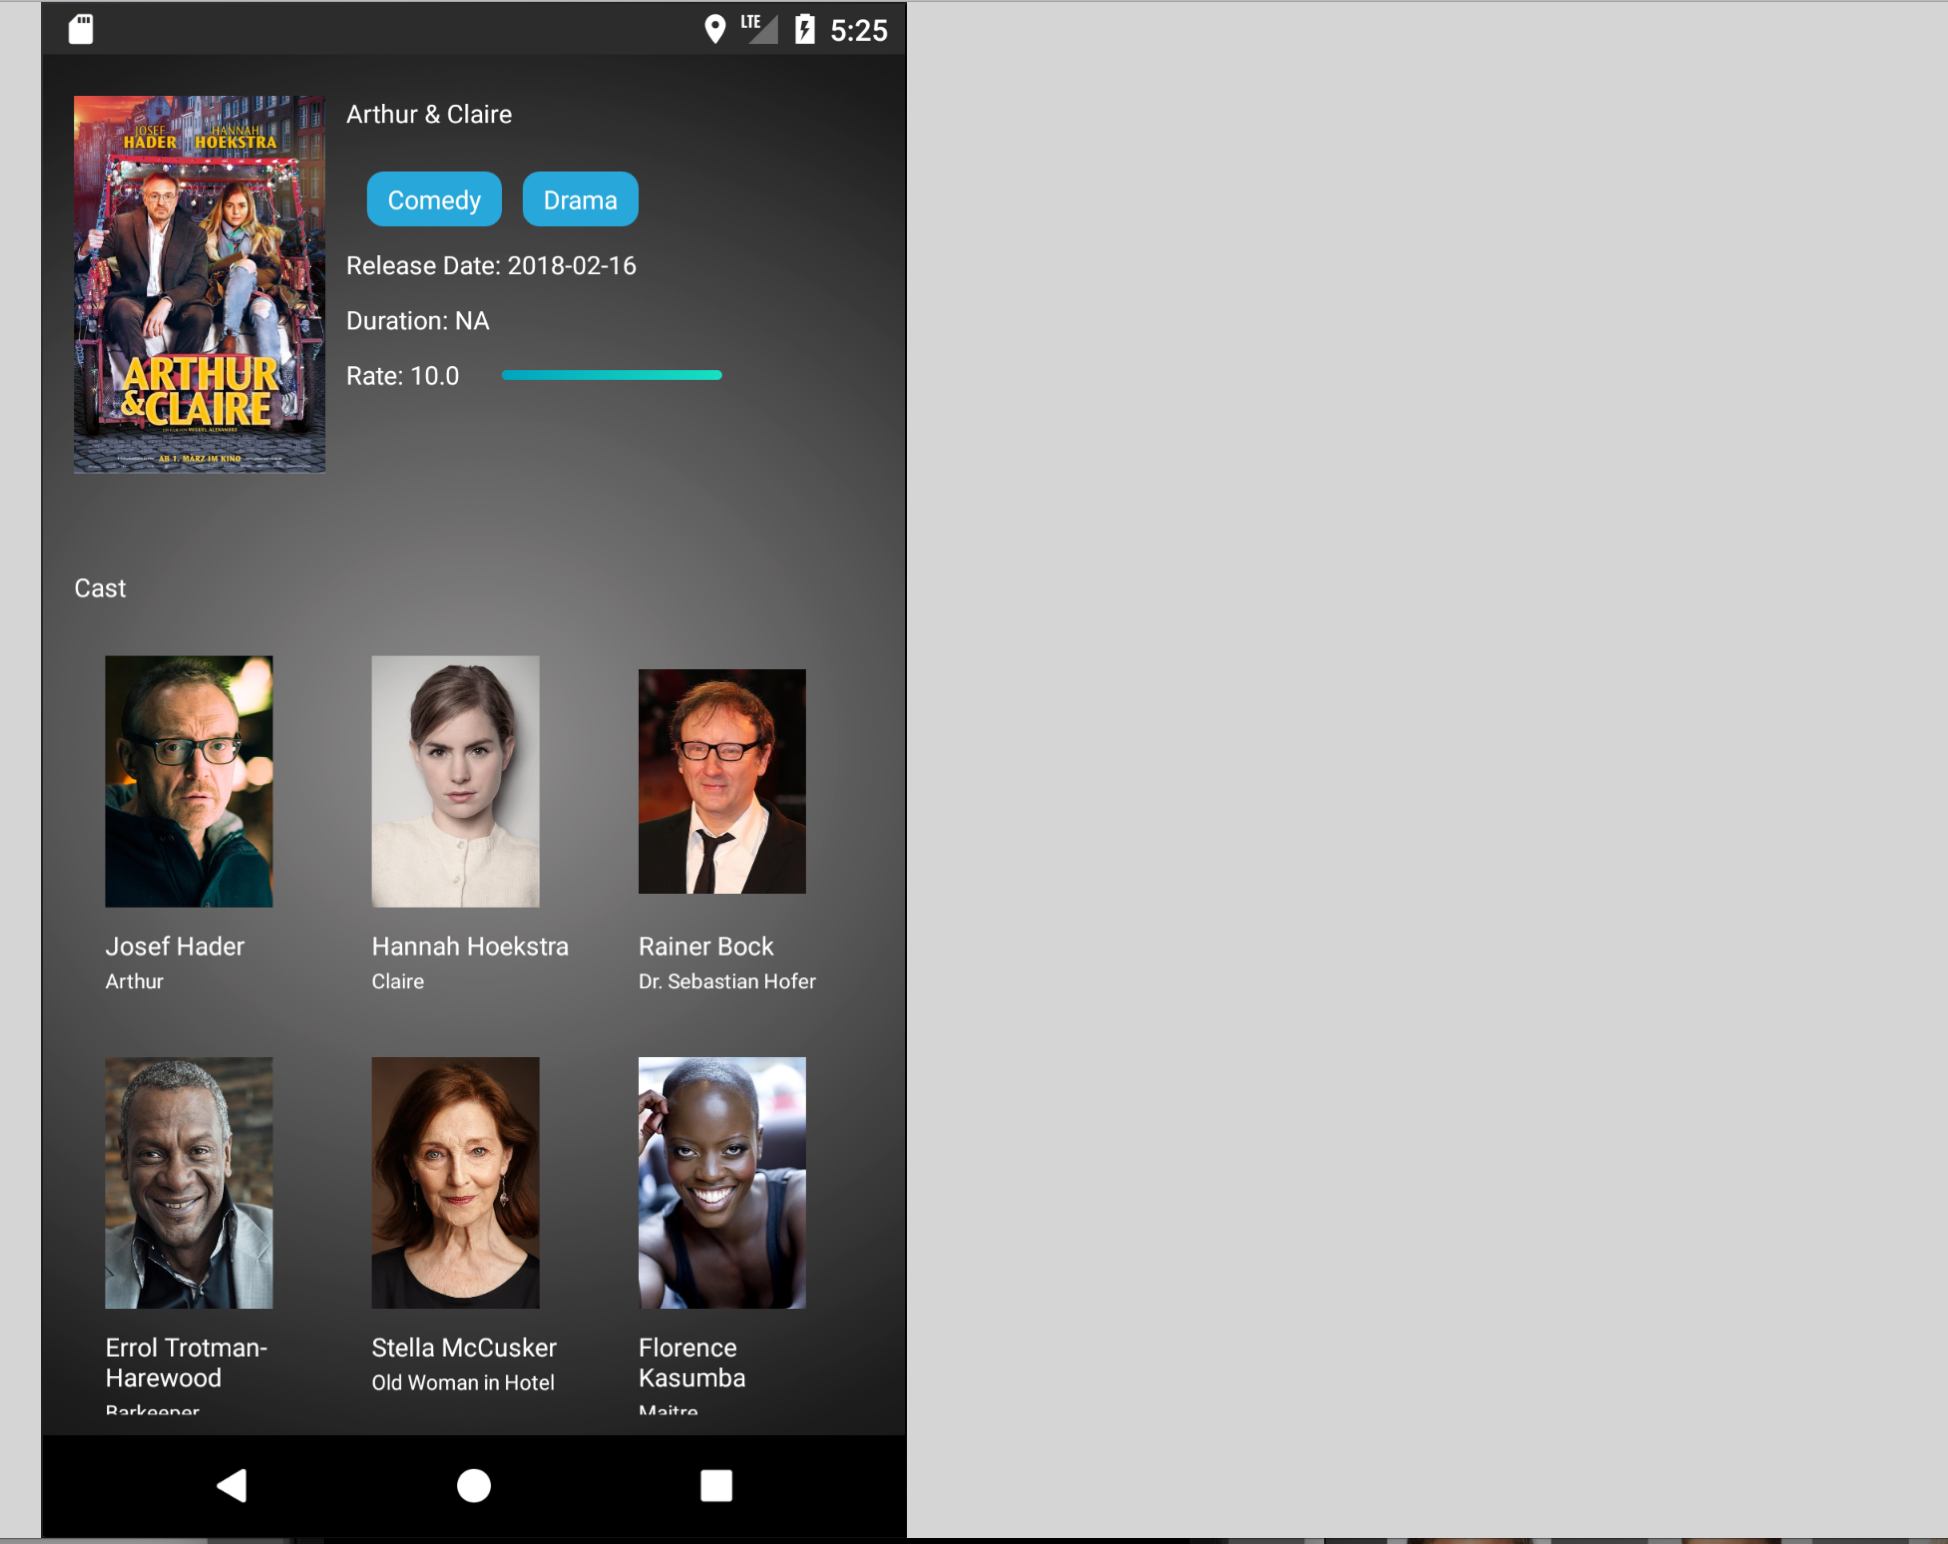 LTE 5:25
JOSEF HANNAH
HADER HOEKSTRA
ARTHUR
&CLAIRE
AB 1. MÄRZ IM KINO
Arthur & Claire
Comedy Drama
Release Date: 2018-02-16
Duration: NA
Rate: 10.0
Cast
Josef Hader
Arthur
Hannah Hoekstra
Claire
Rainer Bock
Dr. Sebastian Hofer
Errol Trotman-
Harewood
Barkeeper
Stella McCusker
Old Woman in Hotel
Florence
Kasumba
Maitre